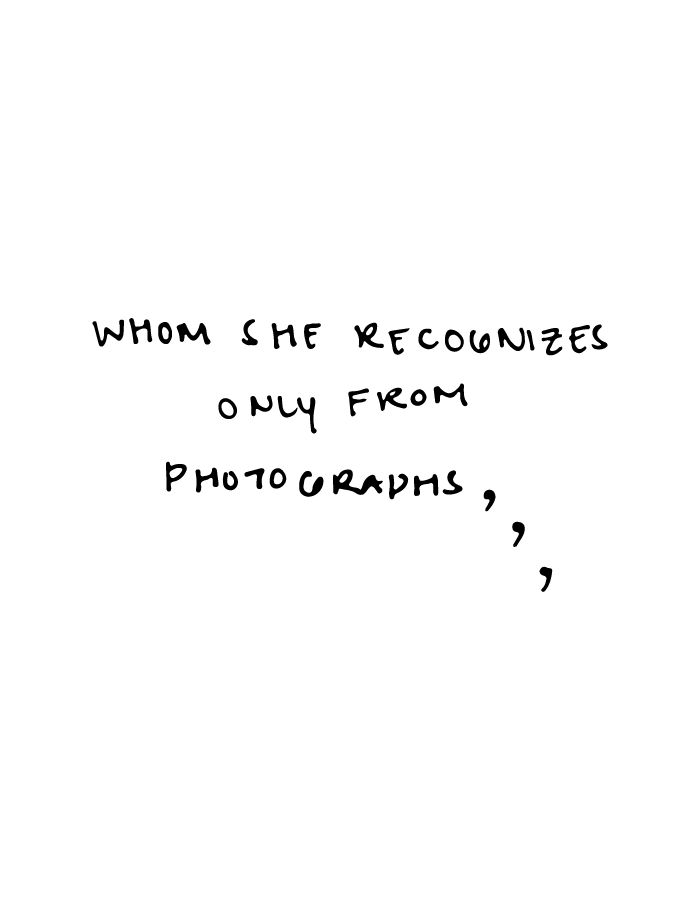 WHOM SHE RECOGNIZES
ONLY FROM
PHOTOGRAPHS,
,
,